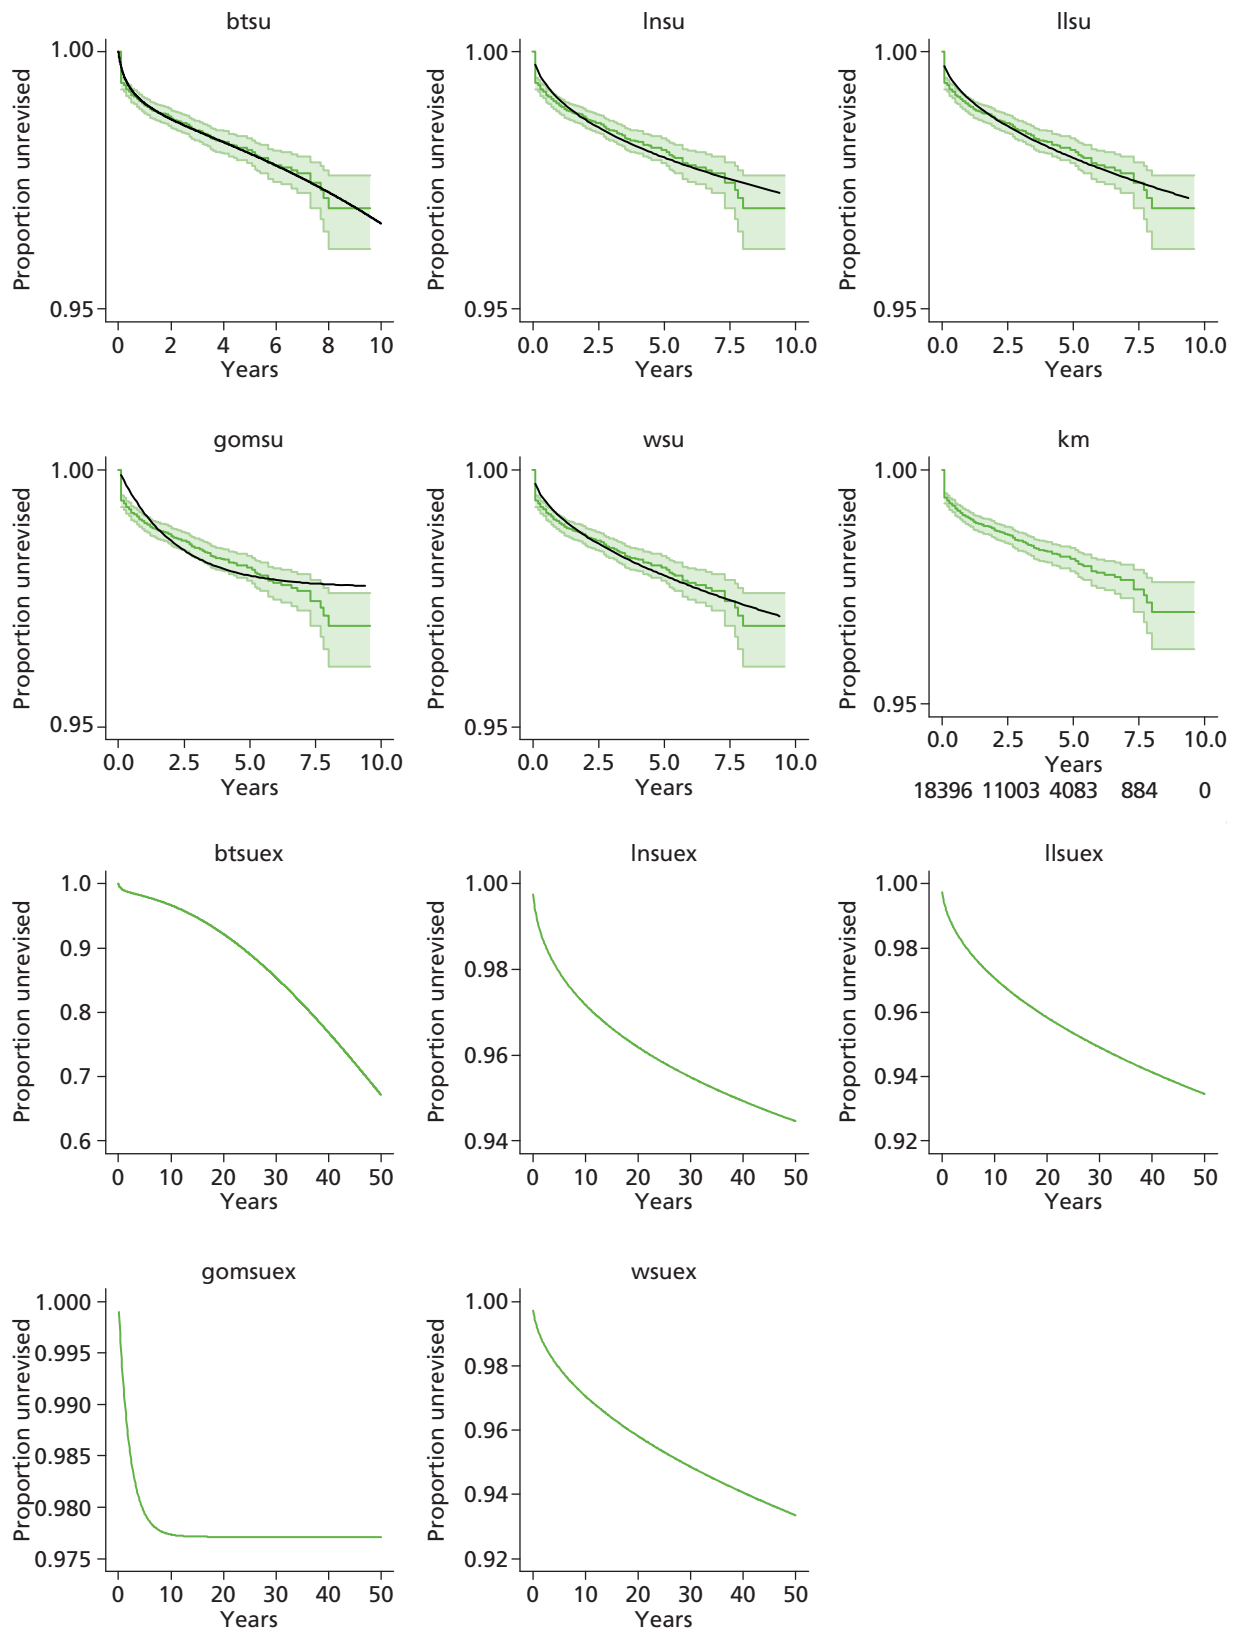 btsu
Proportion unrevised
1.00
0.95
0 2 4 6 8 10
Years
lnsu
Proportion unrevised
1.00
0.95
0.0 2.5 5.0 7.5 10.0
Years
llsu
Proportion unrevised
1.00
0.95
0.0 2.5 5.0 7.5 10.0
Years
gomsu
Proportion unrevised
1.00
0.95
0.0 2.5 5.0 7.5 10.0
Years
wsu
Proportion unrevised
1.00
0.95
0.0 2.5 5.0 7.5 10.0
Years
km
Proportion unrevised
1.00
0.95
0.0 2.5 5.0 7.5 10.0
Years
18396 11003 4083 884 0
btsuex
Proportion unrevised
1.0
0.9
0.8
0.7
0.6
0 10 20 30 40 50
Years
lnsuex
Proportion unrevised
1.00
0.98
0.96
0.94
0 10 20 30 40 50
Years
llsuex
Proportion unrevised
1.00
0.98
0.96
0.94
0.92
0 10 20 30 40 50
Years
gomsuex
Proportion unrevised
1.000
0.995
0.990
0.985
0.980
0.975
0 10 20 30 40 50
Years
wsuex
Proportion unrevised
1.00
0.98
0.96
0.94
0.92
0 10 20 30 40 50
Years